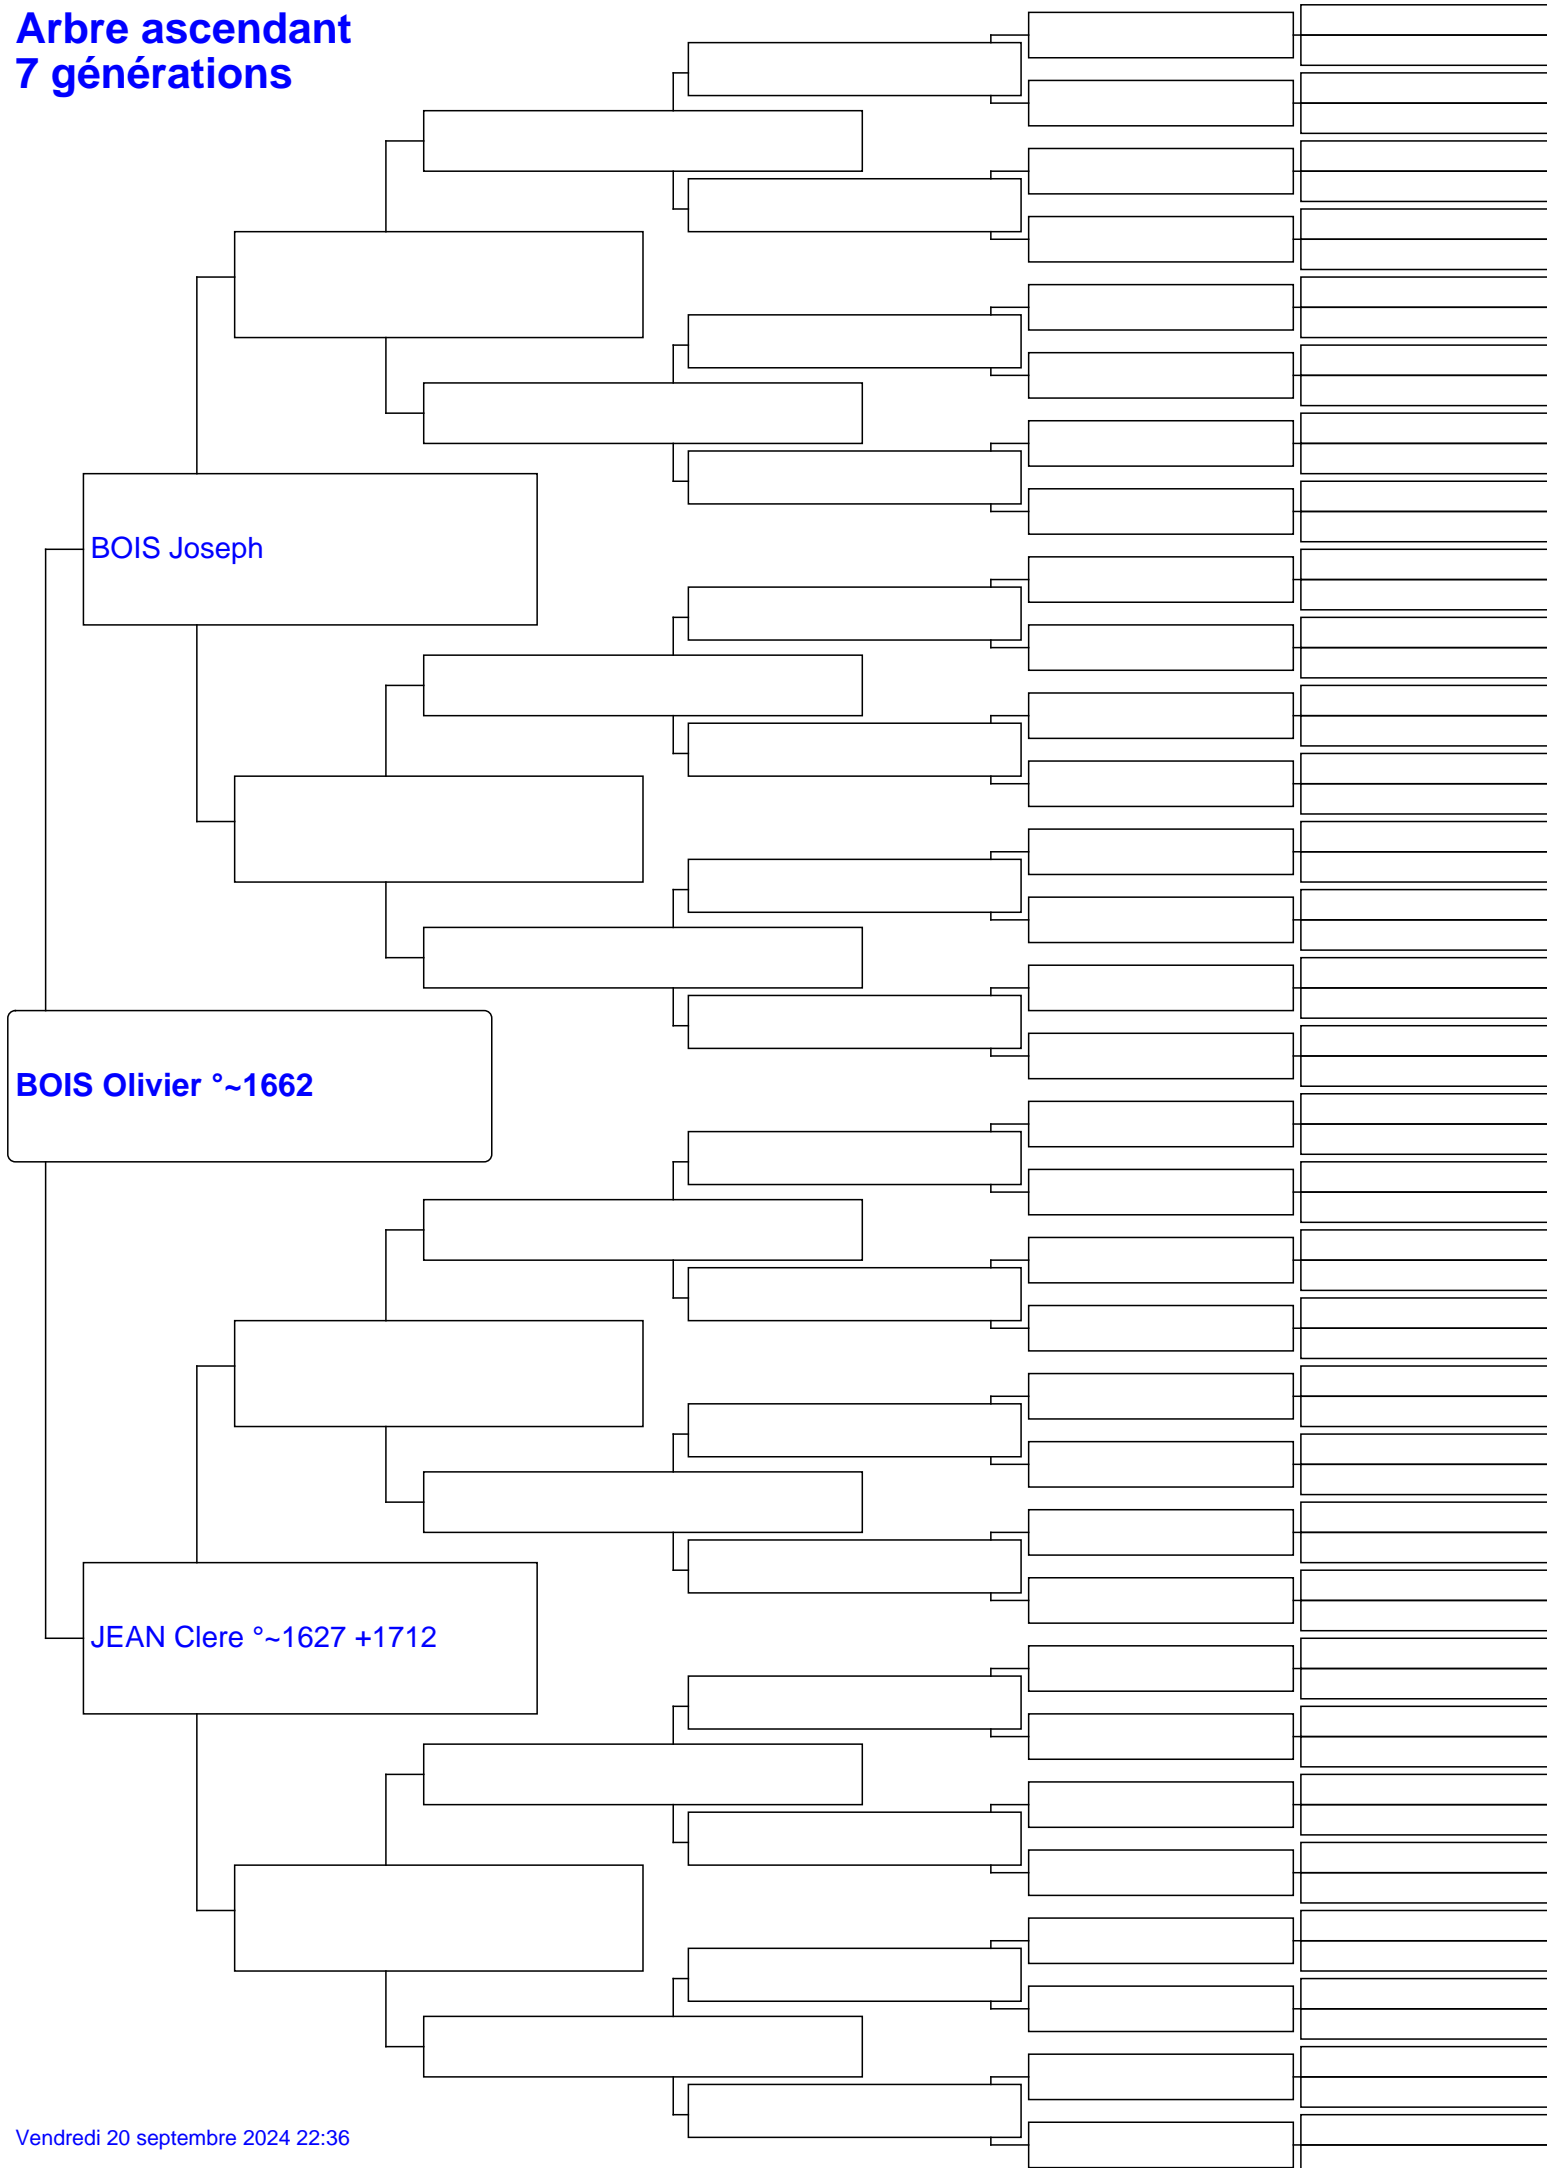 Arbre ascendant
7 générations
BOIS Joseph
BOIS Olivier °~1662
JEAN Clere °~1627 +1712
Vendredi 20 septembre 2024 22:36